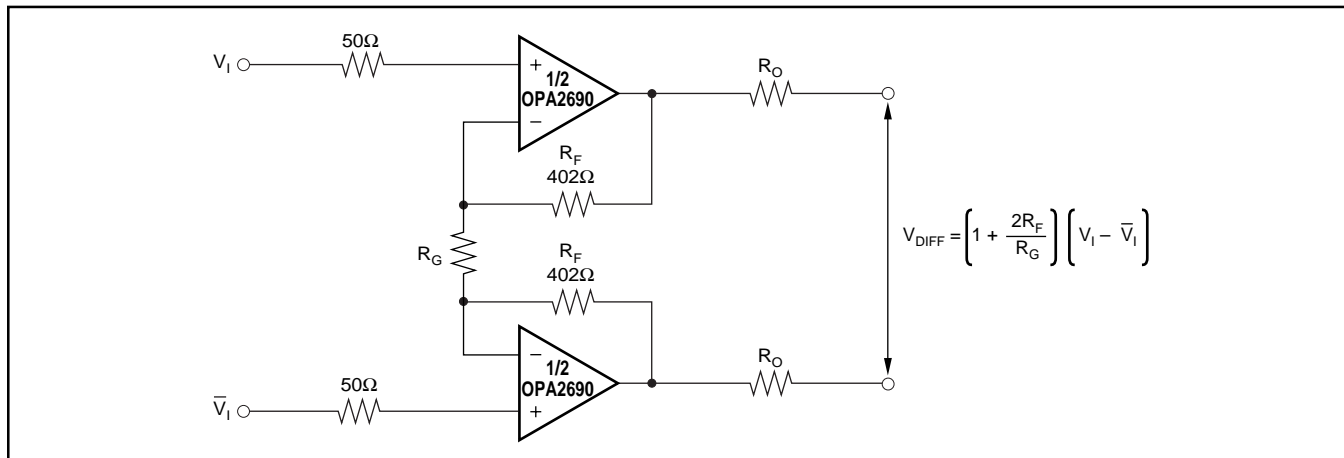 50Ω
V_I
+
1/2
OPA2690
−
R_O
R_F
402Ω
R_G
R_F
402Ω
V_DIFF = (1 + 2R_F/R_G) (V_I – V̅_I)
−
1/2
OPA2690
+
R_O
50Ω
V̅_I